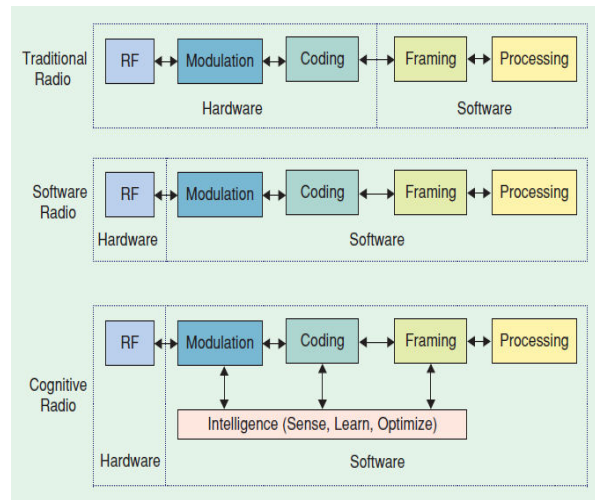 Traditional
Radio
RF
Modulation
Coding
Framing
Processing
Hardware
Software
Software
Radio
RF
Modulation
Coding
Framing
Processing
Hardware
Software
Cognitive
Radio
RF
Modulation
Coding
Framing
Processing
Intelligence (Sense, Learn, Optimize)
Hardware
Software